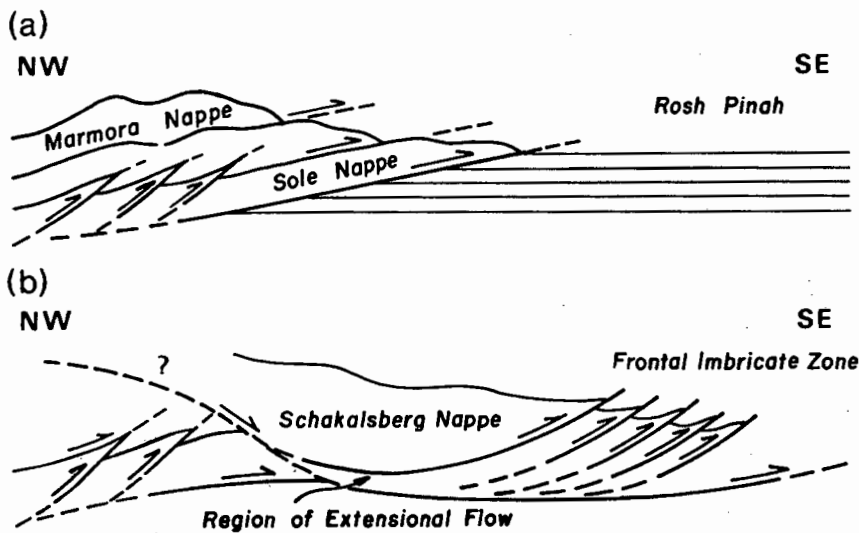 (a)
NW
SE
Marmora Nappe
Rosh Pinah
Sole Nappe
(b)
NW
SE
?
Frontal Imbricate Zone
Schakalsberg Nappe
Region of Extensional Flow